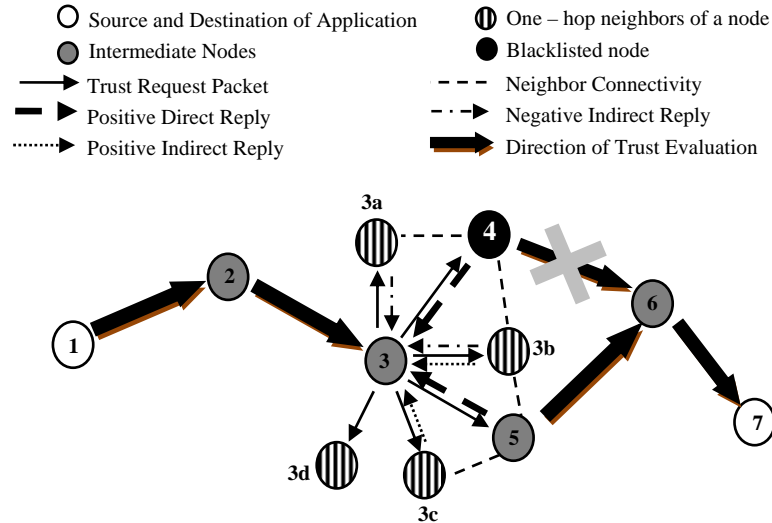 Source and Destination of Application
One – hop neighbors of a node
Intermediate Nodes
Blacklisted node
Trust Request Packet
Neighbor Connectivity
Positive Direct Reply
Negative Indirect Reply
Positive Indirect Reply
Direction of Trust Evaluation
3a
4
2
6
1
3
3b
7
5
3d
3c